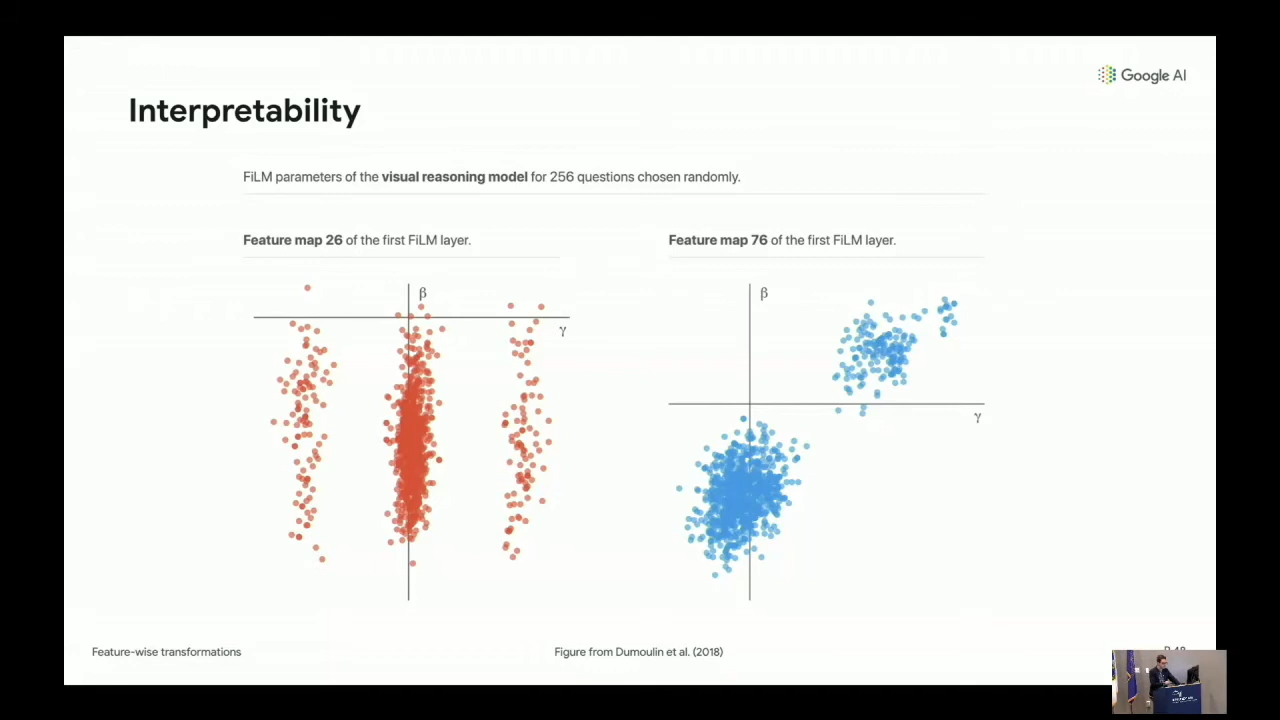 Google AI
Interpretability
FiLM parameters of the visual reasoning model for 256 questions chosen randomly.
Feature map 26 of the first FiLM layer.
Feature map 76 of the first FiLM layer.
β
γ
β
γ
Feature-wise transformations
Figure from Dumoulin et al. (2018)